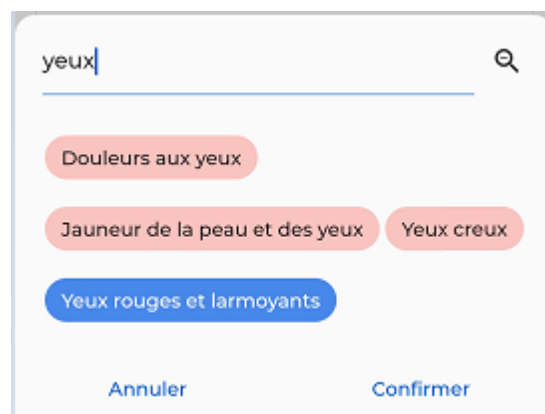 yeux
Douleurs aux yeux
Jauneur de la peau et des yeux Yeux creux
Yeux rouges et larmoyants
Annuler Confirmer